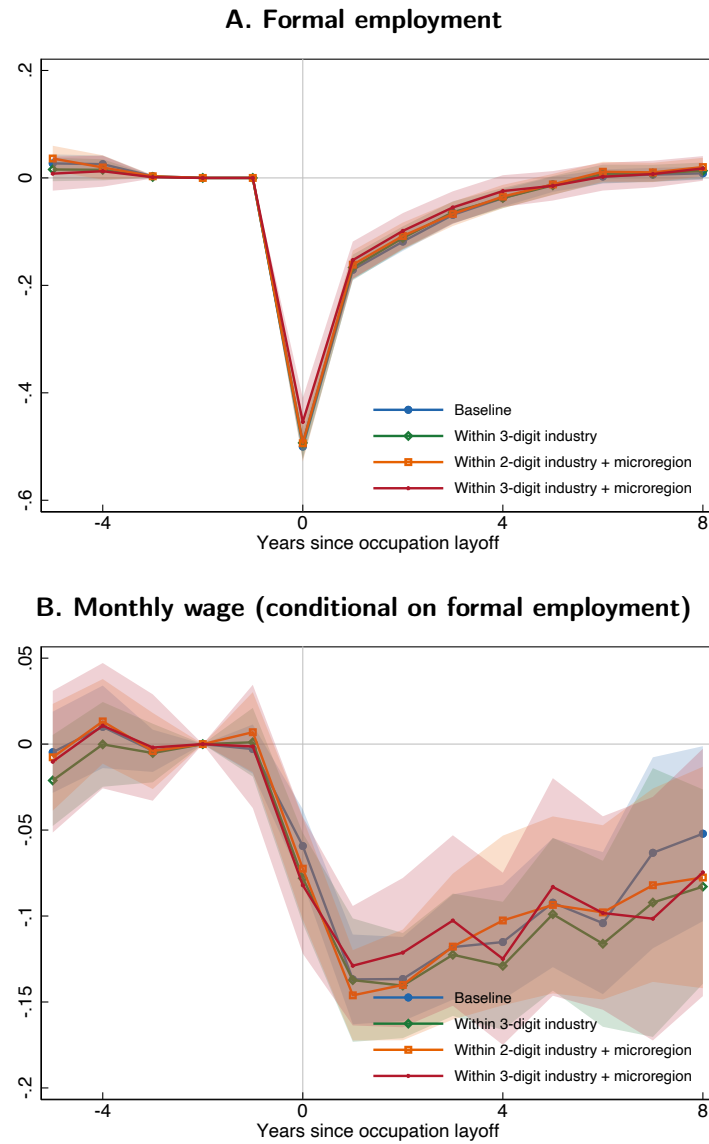 A. Formal employment
.2
0
-.2
-.4
-.6
Baseline
Within 3-digit industry
Within 2-digit industry + microregion
Within 3-digit industry + microregion
-4 0 4 8
Years since occupation layoff
B. Monthly wage (conditional on formal employment)
.05
0
-.05
-.1
-.15
-.2
Baseline
Within 3-digit industry
Within 2-digit industry + microregion
Within 3-digit industry + microregion
-4 0 4 8
Years since occupation layoff